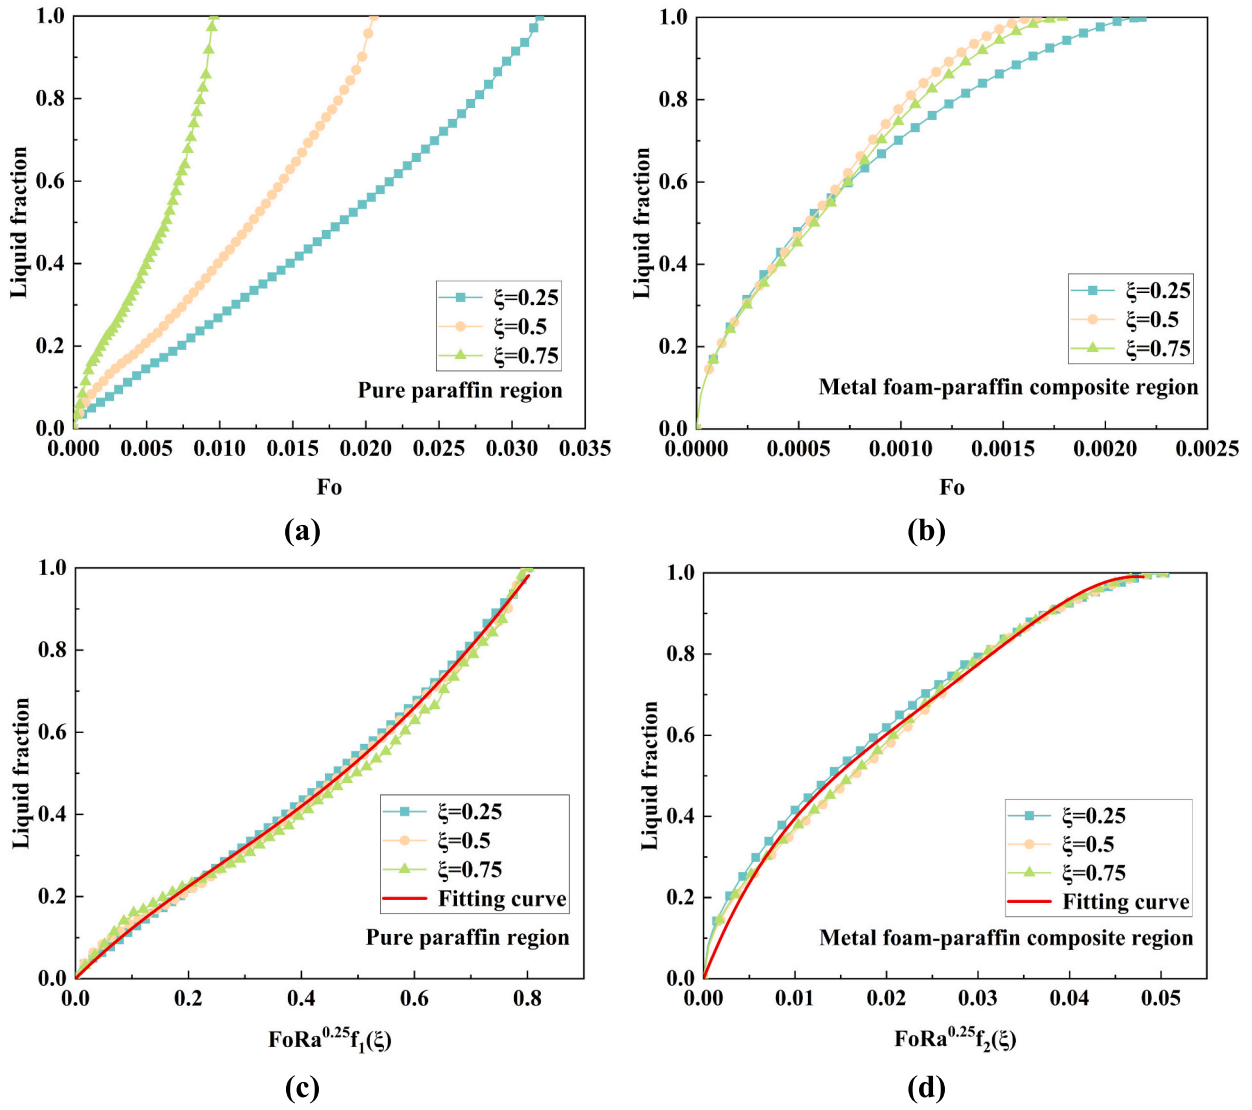 1.0
0.8
0.6
0.4
0.2
0.0
Liquid fraction
ξ=0.25
ξ=0.5
ξ=0.75
Pure paraffin region
0.000 0.005 0.010 0.015 0.020 0.025 0.030 0.035
Fo
(a)
1.0
0.8
0.6
0.4
0.2
0.0
Liquid fraction
ξ=0.25
ξ=0.5
ξ=0.75
Metal foam-paraffin composite region
0.0000 0.0005 0.0010 0.0015 0.0020 0.0025
Fo
(b)
1.0
0.8
0.6
0.4
0.2
0.0
Liquid fraction
ξ=0.25
ξ=0.5
ξ=0.75
Fitting curve
Pure paraffin region
0.0 0.2 0.4 0.6 0.8
FoRa^0.25f₁(ξ)
(c)
1.0
0.8
0.6
0.4
0.2
0.0
Liquid fraction
ξ=0.25
ξ=0.5
ξ=0.75
Fitting curve
Metal foam-paraffin composite region
0.00 0.01 0.02 0.03 0.04 0.05
FoRa^0.25f₂(ξ)
(d)